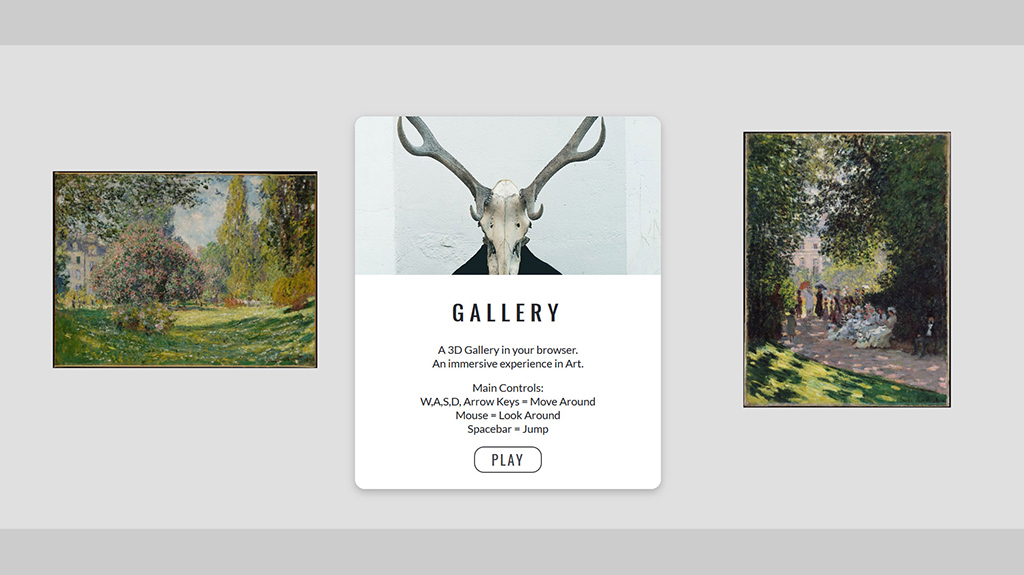 GALLERY
A 3D Gallery in your browser.
An immersive experience in Art.
Main Controls:
W,A,S,D, Arrow Keys = Move Around
Mouse = Look Around
Spacebar = Jump
PLAY